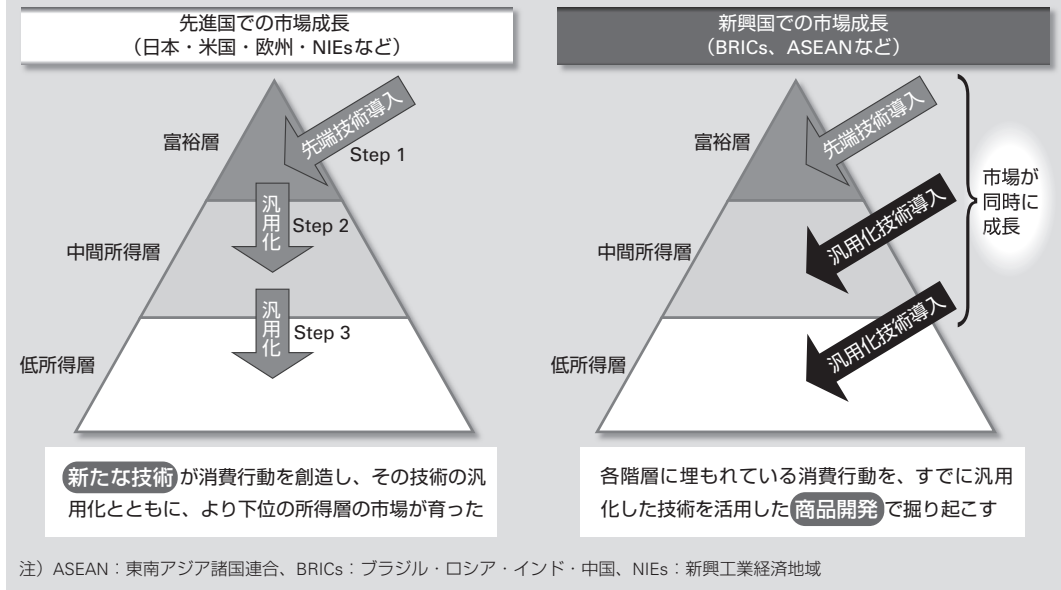 先進国での市場成長
（日本・米国・欧州・NIEsなど）
富裕層
先端技術導入
Step 1
汎用化
Step 2
中間所得層
汎用化
Step 3
低所得層
新たな技術が消費行動を創造し、その技術の汎
用化とともに、より下位の所得層の市場が育った
新興国での市場成長
（BRICs、ASEANなど）
富裕層
先端技術導入
市場が
同時に
成長
中間所得層
汎用化技術導入
低所得層
汎用化技術導入
各階層に埋もれている消費行動を、すでに汎用
化した技術を活用した商品開発で掘り起こす
注）ASEAN：東南アジア諸国連合、BRICs：ブラジル・ロシア・インド・中国、NIEs：新興工業経済地域